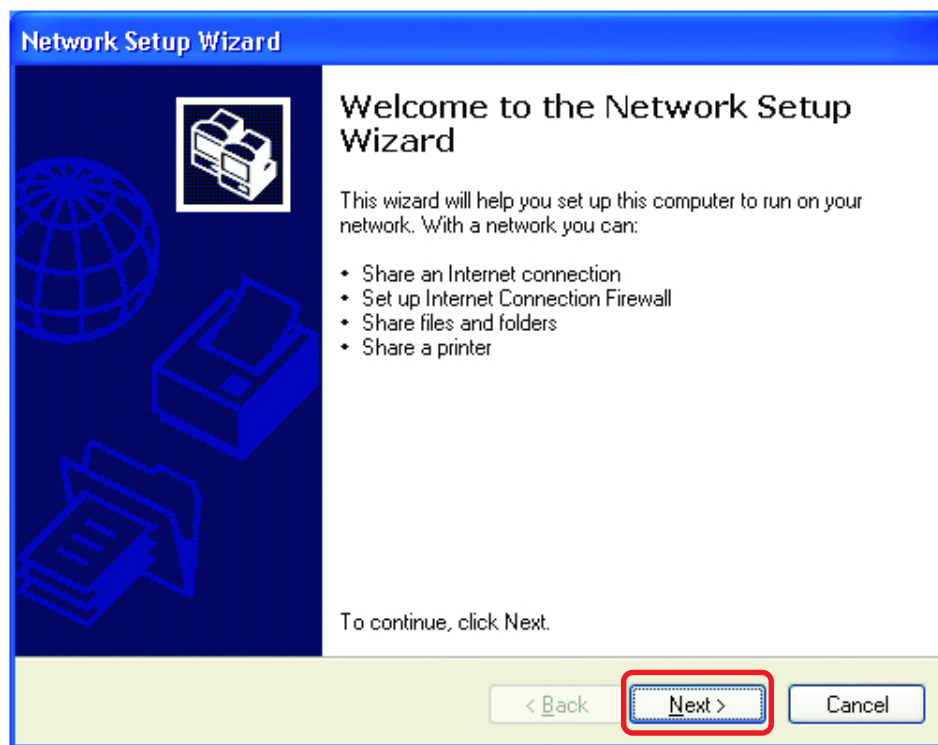 Network Setup Wizard
Welcome to the Network Setup
Wizard
This wizard will help you set up this computer to run on your
network. With a network you can:
• Share an Internet connection
• Set up Internet Connection Firewall
• Share files and folders
• Share a printer
To continue, click Next.
< Back
Next >
Cancel